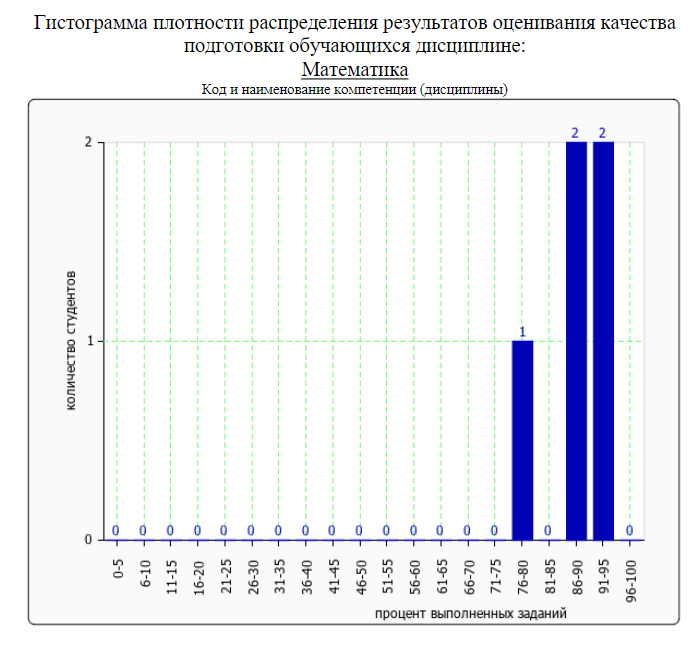 Гистограмма плотности распределения результатов оценивания качества
подготовки обучающихся дисциплине:
Математика
Код и наименование компетенции (дисциплины)
2
1
0
количество студентов
0 0 0 0 0 0 0 0 0 0 0 0 0 0 0 1 0 2 2 0
0-5 6-10 11-15 16-20 21-25 26-30 31-35 36-40 41-45 46-50 51-55 56-60 61-65 66-70 71-75 76-80 81-85 86-90 91-95 96-100
процент выполненных заданий